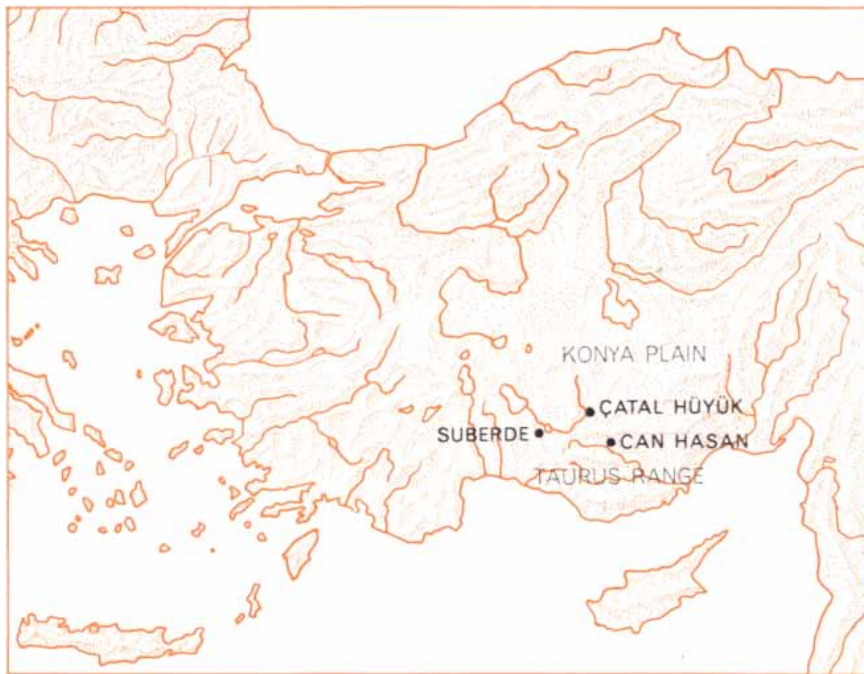 KONYA PLAIN
ÇATAL HÜYÜK
SUBERDE
CAN HASAN
TAURUS RANGE